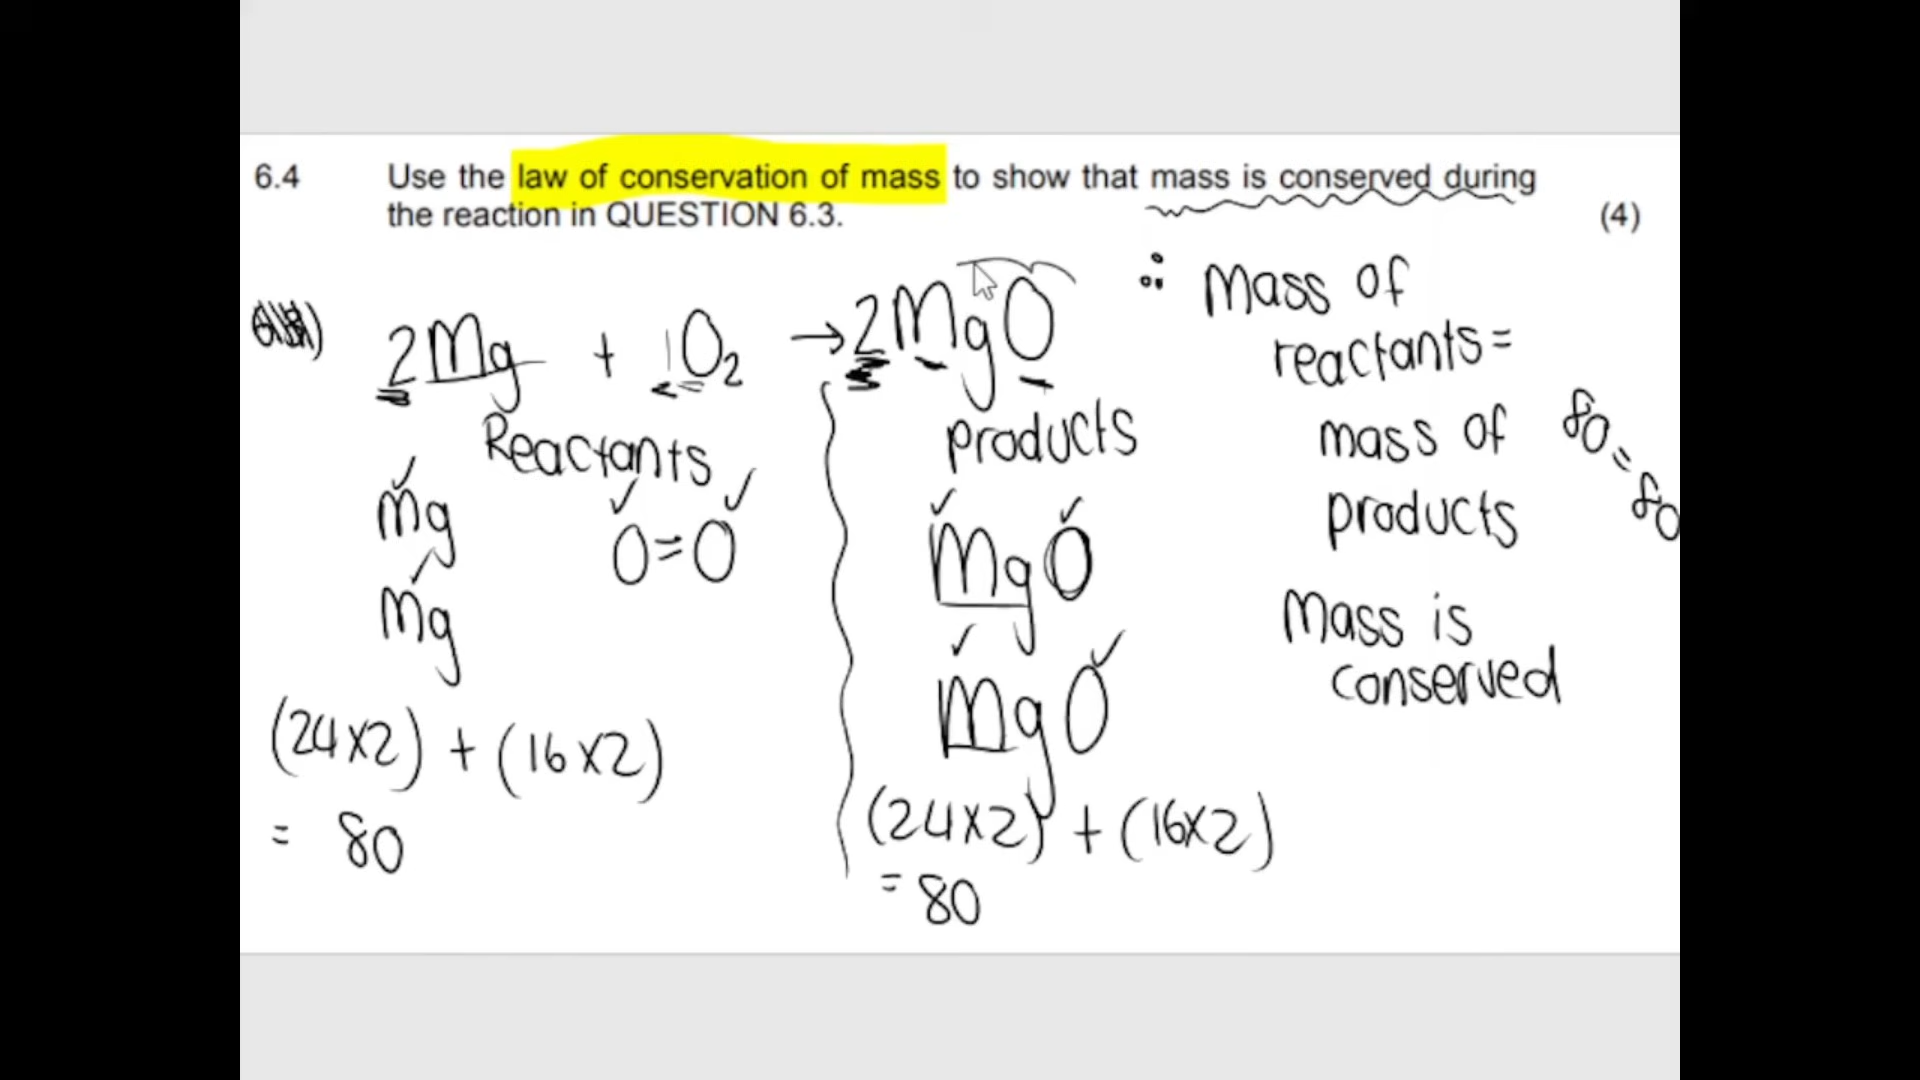 6.4 Use the law of conservation of mass to show that mass is conserved during
the reaction in QUESTION 6.3. (4)
2Mg + 1O₂ → 2MgO
Reactants
products
Mg O=O
Mg
MgO
MgO
(24x2) + (16x2)
= 80
(24x2) + (16x2)
= 80
∴ Mass of
reactants =
mass of
products
80 = 80
Mass is
conserved